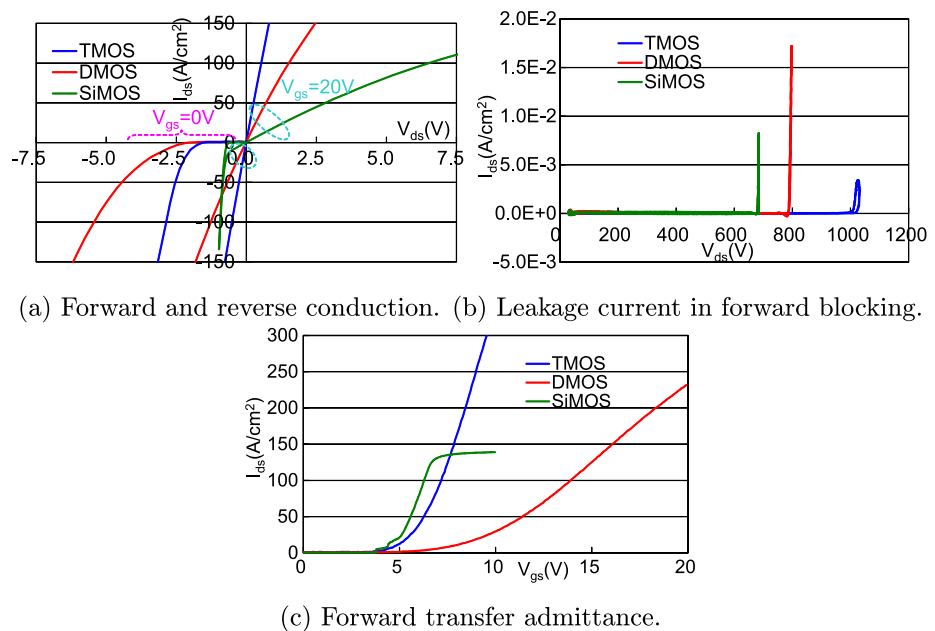 150
TMOS
DMOS
SiMOS
100
50
0
-50
-100
-150
I_ds(A/cm²)
V_gs=20V
V_gs=0V
V_ds(V)
-7.5 -5.0 -2.5 0.0 2.5 5.0 7.5
(a) Forward and reverse conduction.
2.0E-2
1.5E-2
1.0E-2
5.0E-3
0.0E+0
-5.0E-3
I_ds(A/cm²)
TMOS
DMOS
SiMOS
0 200 400 600 800 1000 1200
V_ds(V)
(b) Leakage current in forward blocking.
300
250
200
150
100
50
0
I_ds(A/cm²)
TMOS
DMOS
SiMOS
0 5 10 15 20
V_gs(V)
(c) Forward transfer admittance.